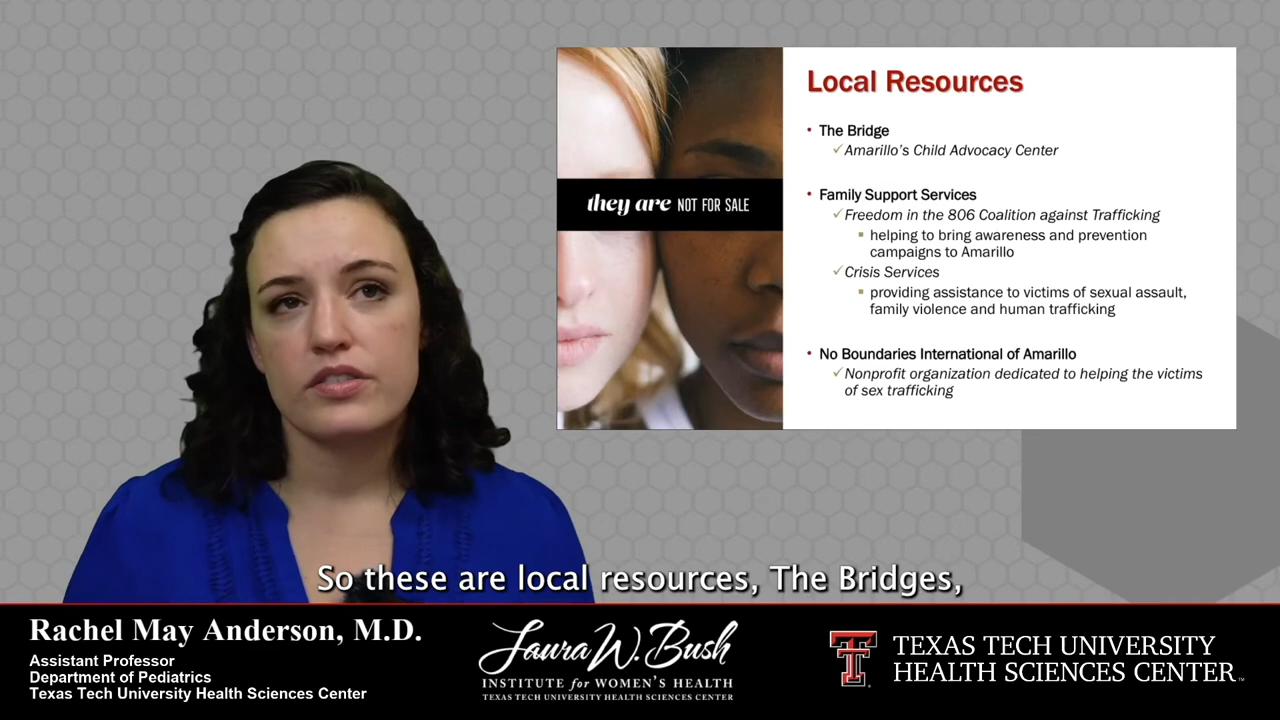 Local Resources
• The Bridge
✓Amarillo's Child Advocacy Center
• Family Support Services
✓Freedom in the 806 Coalition against Trafficking
▪ helping to bring awareness and prevention
campaigns to Amarillo
✓Crisis Services
▪ providing assistance to victims of sexual assault,
family violence and human trafficking
• No Boundaries International of Amarillo
✓Nonprofit organization dedicated to helping the victims
of sex trafficking
they are NOT FOR SALE
So these are local resources, The Bridges,
Rachel May Anderson, M.D.
Assistant Professor
Department of Pediatrics
Texas Tech University Health Sciences Center
Laura W. Bush
INSTITUTE for WOMEN'S HEALTH
TEXAS TECH UNIVERSITY HEALTH SCIENCES CENTER
TEXAS TECH UNIVERSITY
HEALTH SCIENCES CENTER™